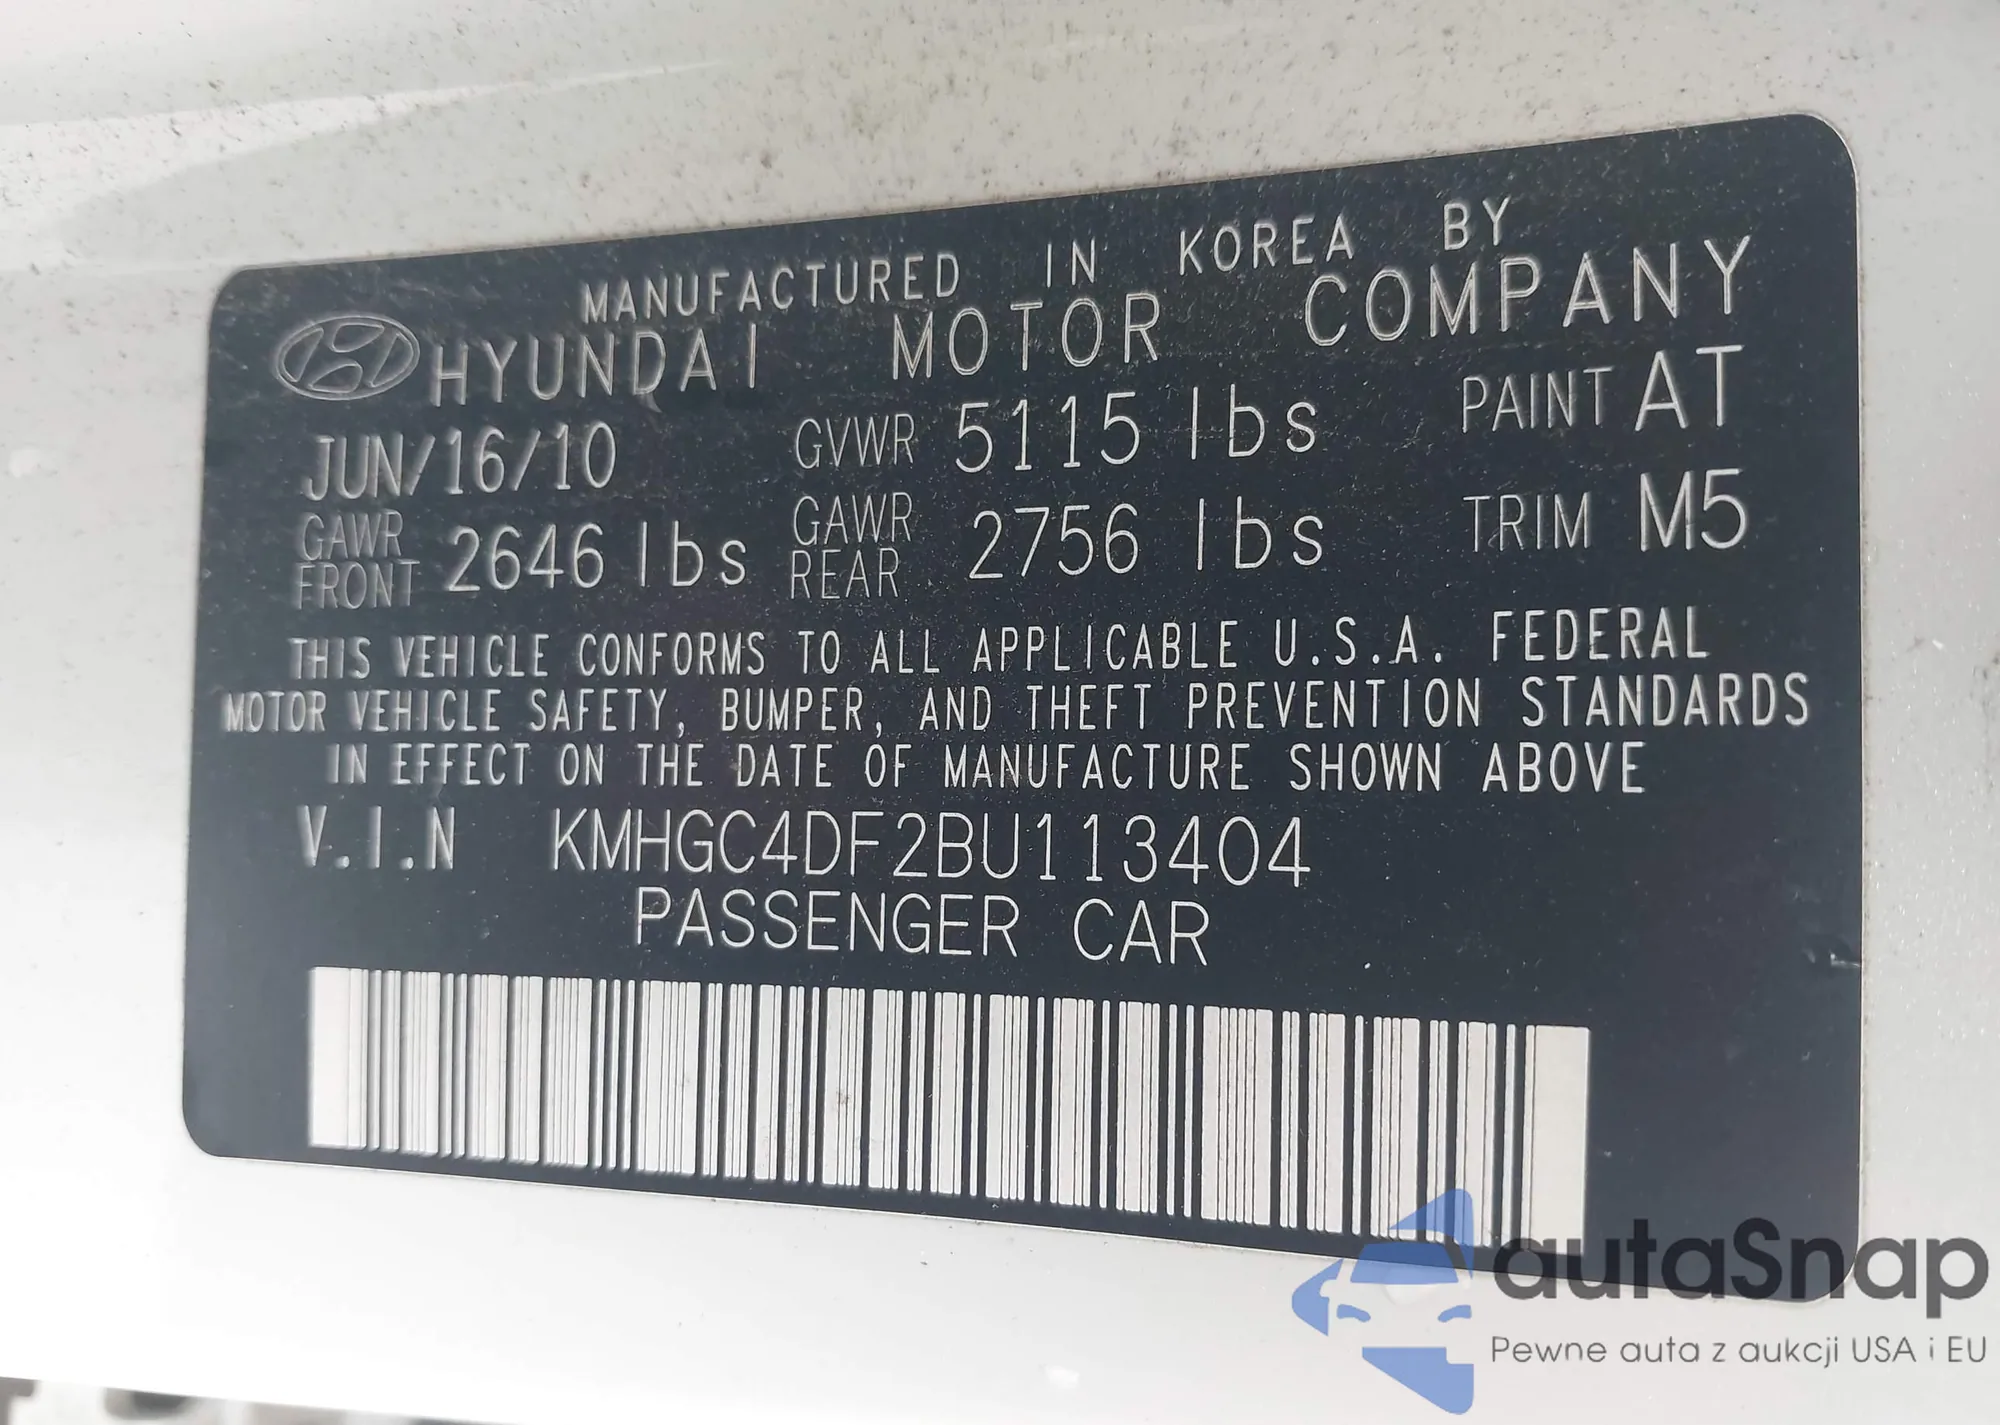 MANUFACTURED IN KOREA BY
HYUNDAI MOTOR COMPANY
JUN/16/10 GVWR 5115 lbs PAINT AT
GAWR FRONT 2646 lbs GAWR REAR 2756 lbs TRIM M5
THIS VEHICLE CONFORMS TO ALL APPLICABLE U.S.A. FEDERAL
MOTOR VEHICLE SAFETY, BUMPER, AND THEFT PREVENTION STANDARDS
IN EFFECT ON THE DATE OF MANUFACTURE SHOWN ABOVE
V.I.N KMHGC4DF2BU113404
PASSENGER CAR
autaSnap
Pewne auta z aukcji USA i EU